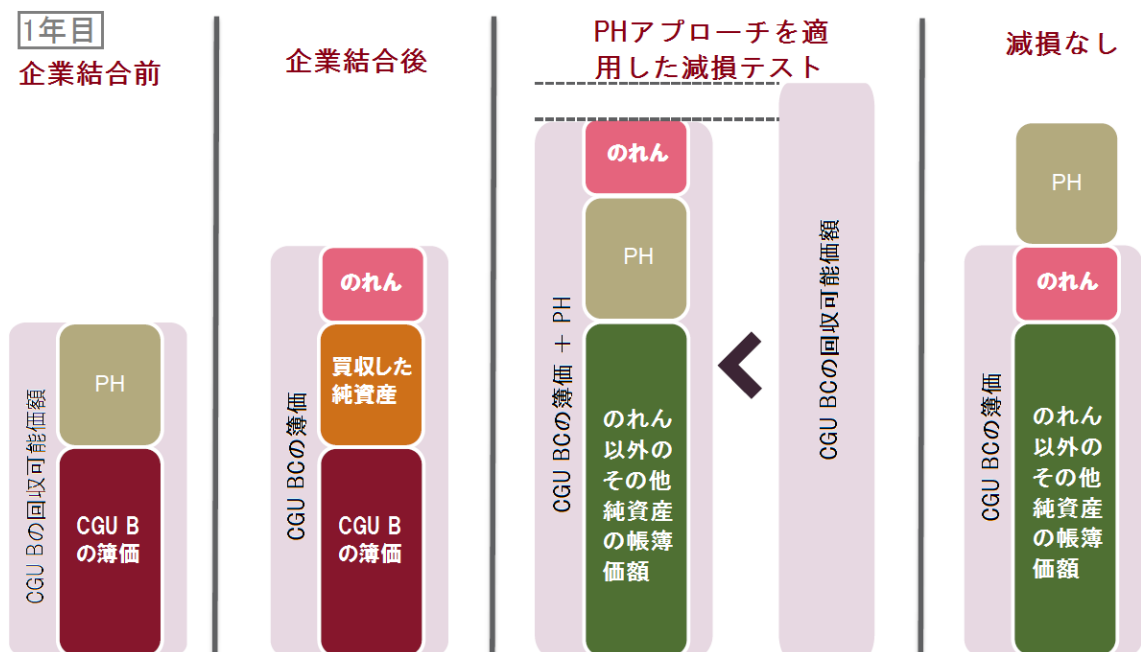 1年目
企業結合前
CGU Bの回収可能価額
PH
CGU B
の簿価
企業結合後
CGU BCの簿価
のれん
買収した
純資産
CGU B
の簿価
PHアプローチを適
用した減損テスト
CGU BCの簿価 + PH
のれん
PH
のれん
以外の
その他
純資産
の帳簿
価額
CGU BCの回収可能価額
減損なし
CGU BCの簿価
PH
のれん
のれん
以外の
その他
純資産
の帳簿
価額